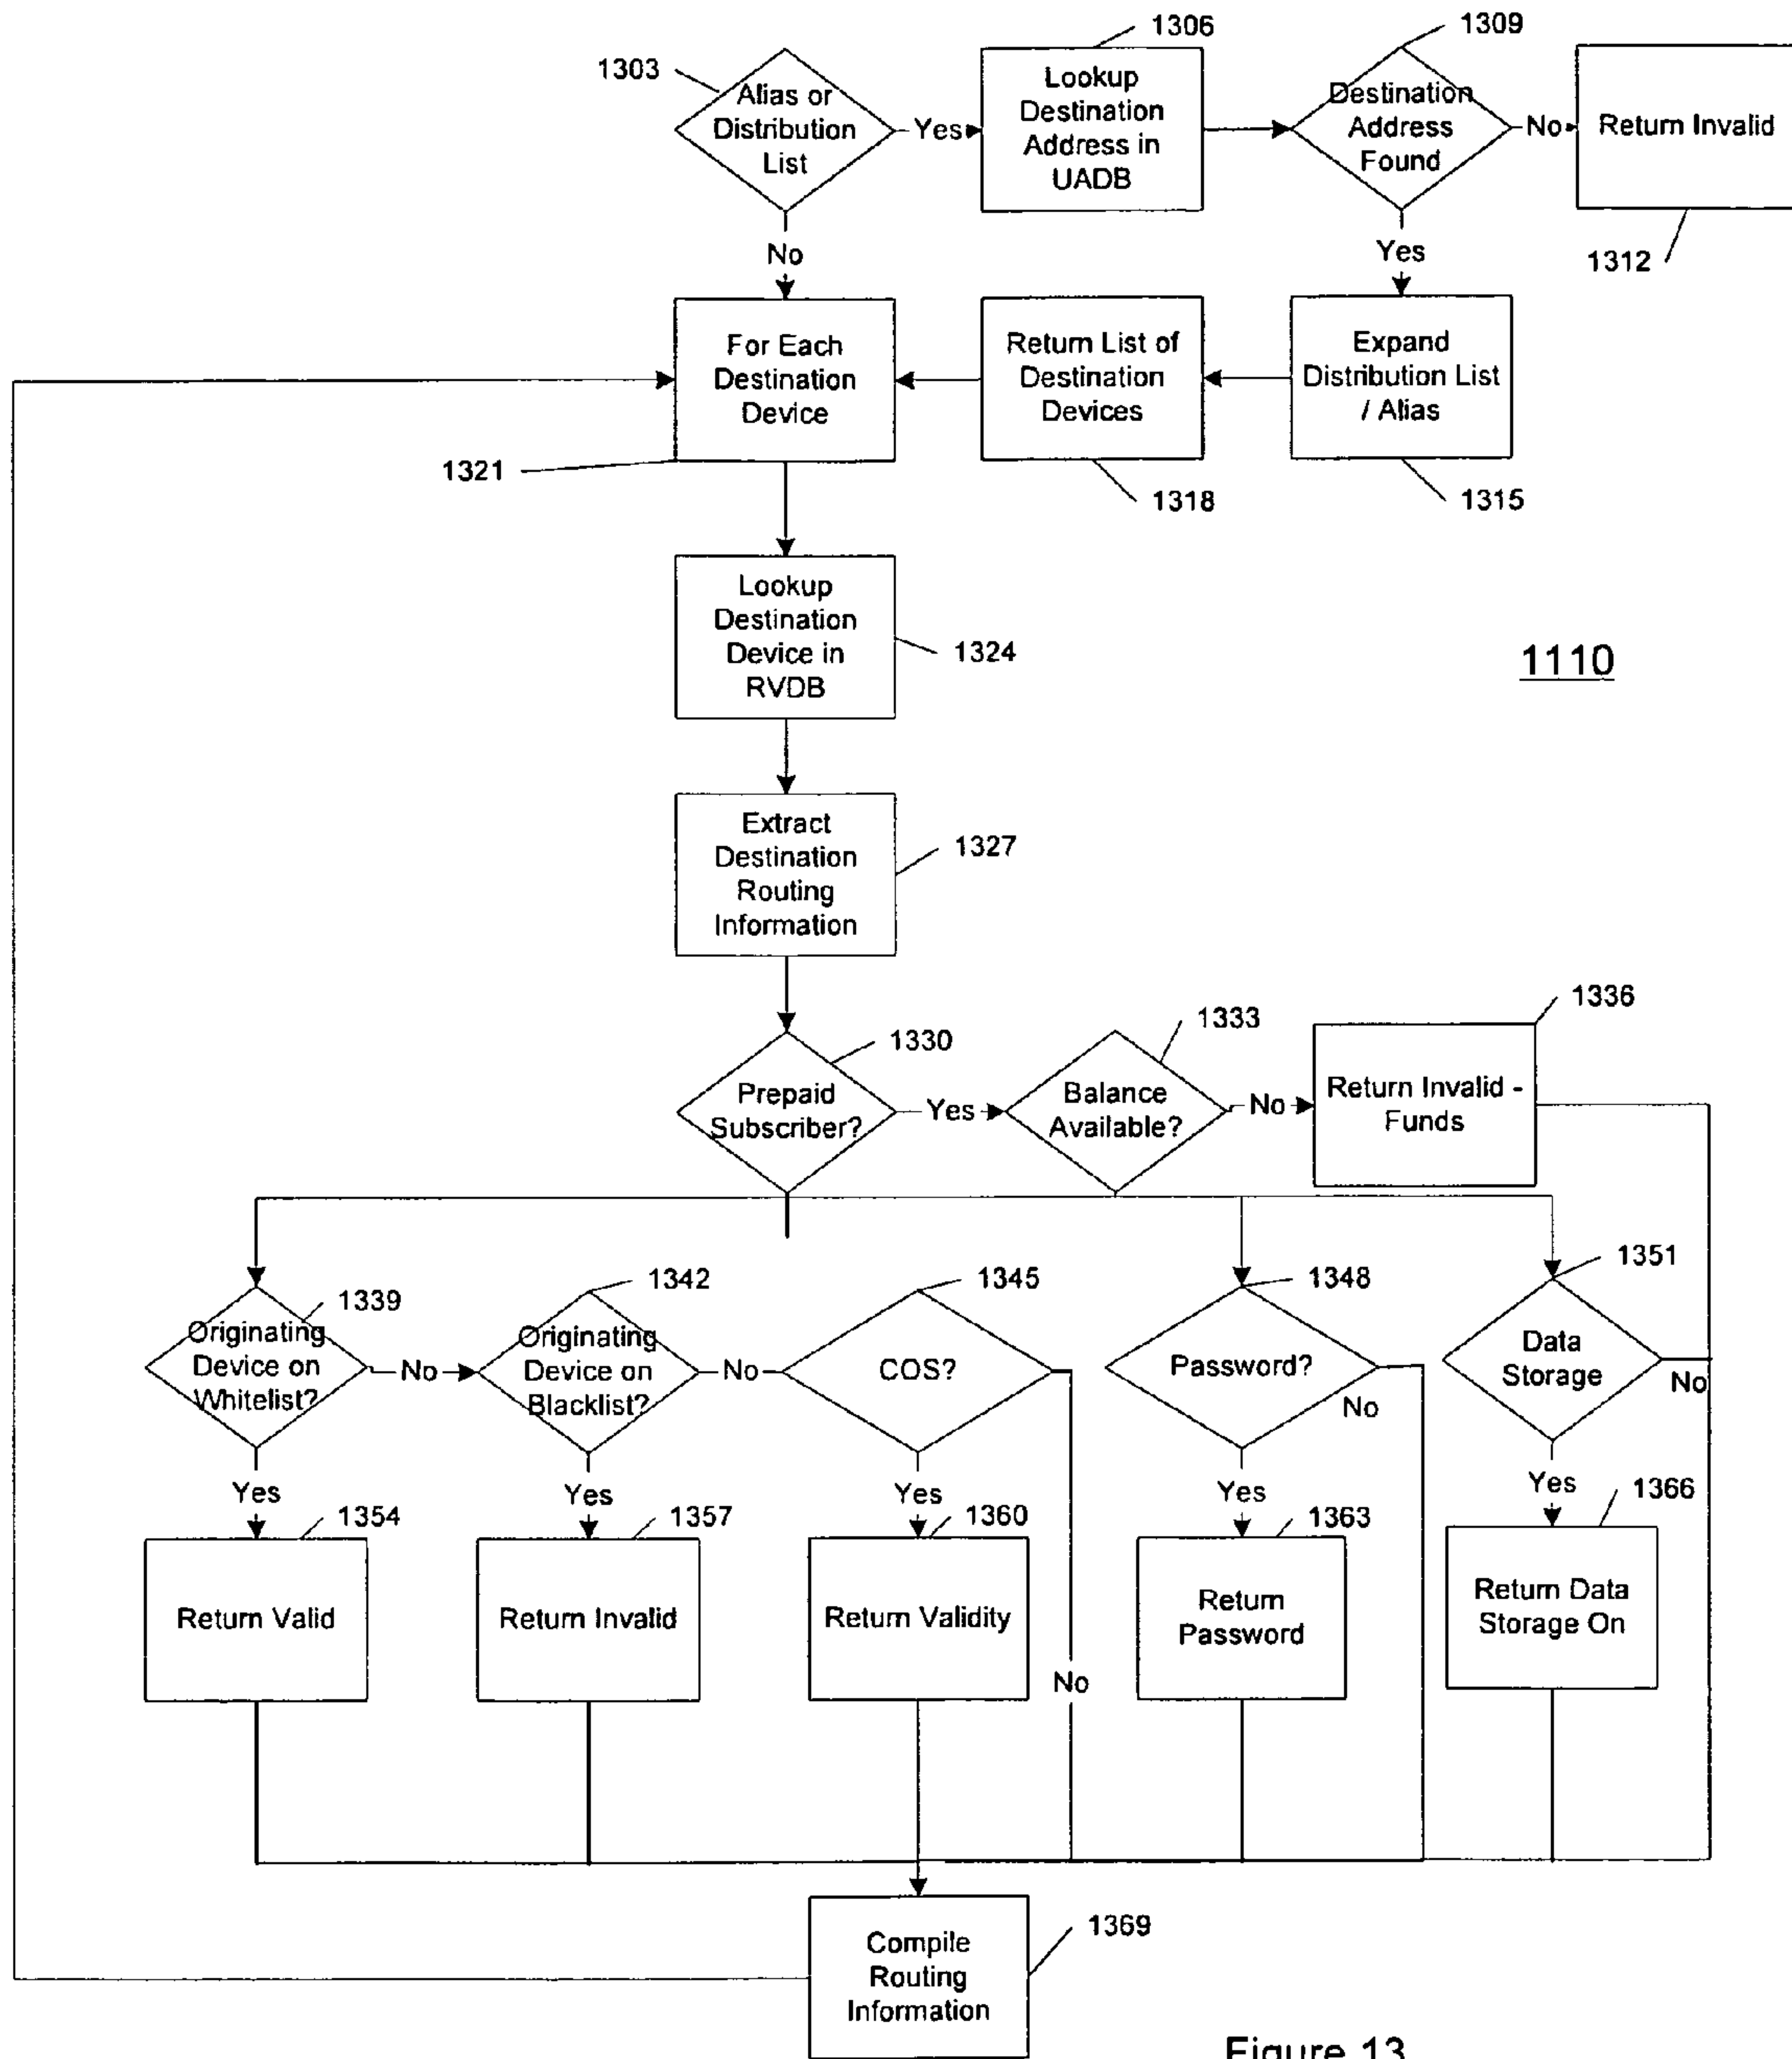 1303
Alias or
Distribution
List
Yes
1306
Lookup
Destination
Address in
UADB
1309
Destination
Address
Found
No
Return Invalid
1312
No
Yes
For Each
Destination
Device
1321
Return List of
Destination
Devices
1318
Expand
Distribution List
/ Alias
1315
Lookup
Destination
Device in
RVDB
1324
1110
Extract
Destination
Routing
Information
1327
1330
Prepaid
Subscriber?
Yes
1333
Balance
Available?
No
1336
Return Invalid -
Funds
1339
Originating
Device on
Whitelist?
No
1342
Originating
Device on
Blacklist?
No
1345
COS?
1348
Password?
No
1351
Data
Storage
No
Yes
Yes
Yes
Yes
Yes
1354
Return Valid
1357
Return Invalid
1360
Return Validity
No
1363
Return
Password
1366
Return Data
Storage On
1369
Compile
Routing
Information
Figure 13